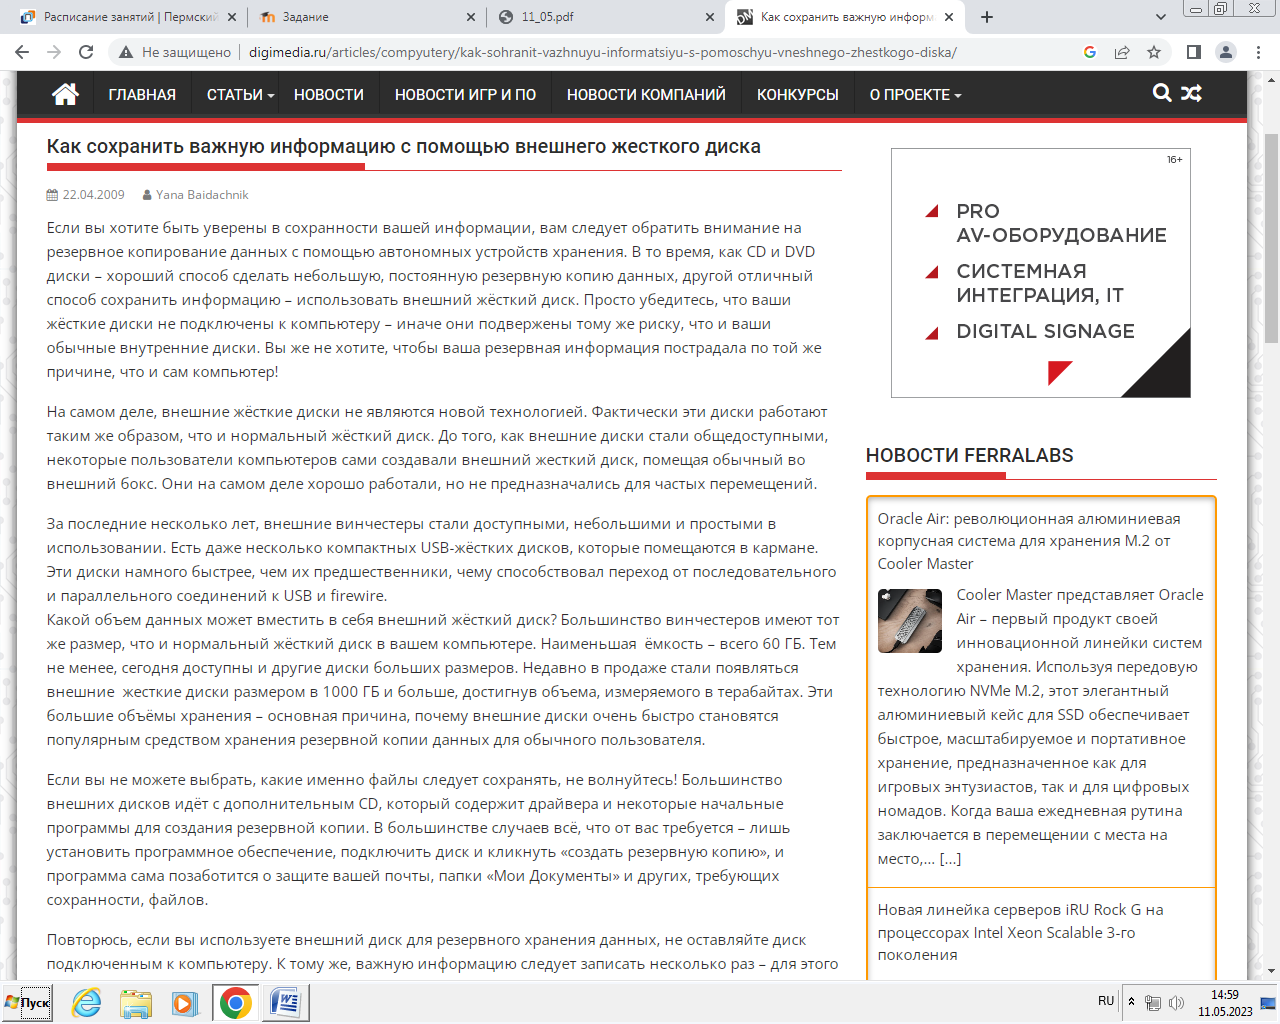 Расписание занятий | Пермский
Задание
11_05.pdf
Как сохранить важную информ
Не защищено
digimedia.ru/articles/compyutery/kak-sohranit-vazhnuyu-informatsiyu-s-pomoschyu-vneshnego-zhestkogo-diska/
ГЛАВНАЯ
СТАТЬИ
НОВОСТИ
НОВОСТИ ИГР И ПО
НОВОСТИ КОМПАНИЙ
КОНКУРСЫ
О ПРОЕКТЕ
Как сохранить важную информацию с помощью внешнего жесткого диска
22.04.2009 Yana Baidachnik
Если вы хотите быть уверены в сохранности вашей информации, вам следует обратить внимание на
резервное копирование данных с помощью автономных устройств хранения. В то время, как CD и DVD
диски – хороший способ сделать небольшую, постоянную резервную копию данных, другой отличный
способ сохранить информацию – использовать внешний жёсткий диск. Просто убедитесь, что ваши
жёсткие диски не подключены к компьютеру – иначе они подвержены тому же риску, что и ваши
обычные внутренние диски. Вы же не хотите, чтобы ваша резервная информация пострадала по той же
причине, что и сам компьютер!
На самом деле, внешние жёсткие диски не являются новой технологией. Фактически эти диски работают
таким же образом, что и нормальный жёсткий диск. До того, как внешние диски стали общедоступными,
некоторые пользователи компьютеров сами создавали внешний жесткий диск, помещая обычный во
внешний бокс. Они на самом деле хорошо работали, но не предназначались для частых перемещений.
За последние несколько лет, внешние винчестеры стали доступными, небольшими и простыми в
использовании. Есть даже несколько компактных USB-жёстких дисков, которые помещаются в кармане.
Эти диски намного быстрее, чем их предшественники, чему способствовал переход от последовательного
и параллельного соединений к USB и firewire.
Какой объем данных может вместить в себя внешний жёсткий диск? Большинство винчестеров имеют тот
же размер, что и нормальный жёсткий диск в вашем компьютере. Наименьшая ёмкость – всего 60 ГБ. Тем
не менее, сегодня доступны и другие диски больших размеров. Недавно в продаже стали появляться
внешние жесткие диски размером в 1000 ГБ и больше, достигнув объема, измеряемого в терабайтах. Эти
большие объёмы хранения – основная причина, почему внешние диски очень быстро становятся
популярным средством хранения резервной копии данных для обычного пользователя.
Если вы не можете выбрать, какие именно файлы следует сохранять, не волнуйтесь! Большинство
внешних дисков идёт с дополнительным CD, который содержит драйвера и некоторые начальные
программы для создания резервной копии. В большинстве случаев всё, что от вас требуется – лишь
установить программное обеспечение, подключить диск и кликнуть «создать резервную копию», и
программа сама позаботится о защите вашей почты, папки «Мои Документы» и других, требующих
сохранности, файлов.
Повторюсь, если вы используете внешний диск для резервного хранения данных, не оставляйте диск
подключенным к компьютеру. К тому же, важную информацию следует записать несколько раз – для этого
16+
PRO
AV-ОБОРУДОВАНИЕ
СИСТЕМНАЯ
ИНТЕГРАЦИЯ, IT
DIGITAL SIGNAGE
НОВОСТИ FERRALABS
Oracle Air: революционная алюминиевая
корпусная система для хранения M.2 от
Cooler Master
Cooler Master представляет Oracle
Air – первый продукт своей
инновационной линейки систем
хранения. Используя передовую
технологию NVMe M.2, этот элегантный
алюминиевый кейс для SSD обеспечивает
быстрое, масштабируемое и портативное
хранение, предназначенное как для
игровых энтузиастов, так и для цифровых
номадов. Когда ваша ежедневная рутина
заключается в перемещении с места на
место,… […]
Новая линейка серверов iRU Rock G на
процессорах Intel Xeon Scalable 3-го
поколения
Пуск
RU
14:59
11.05.2023